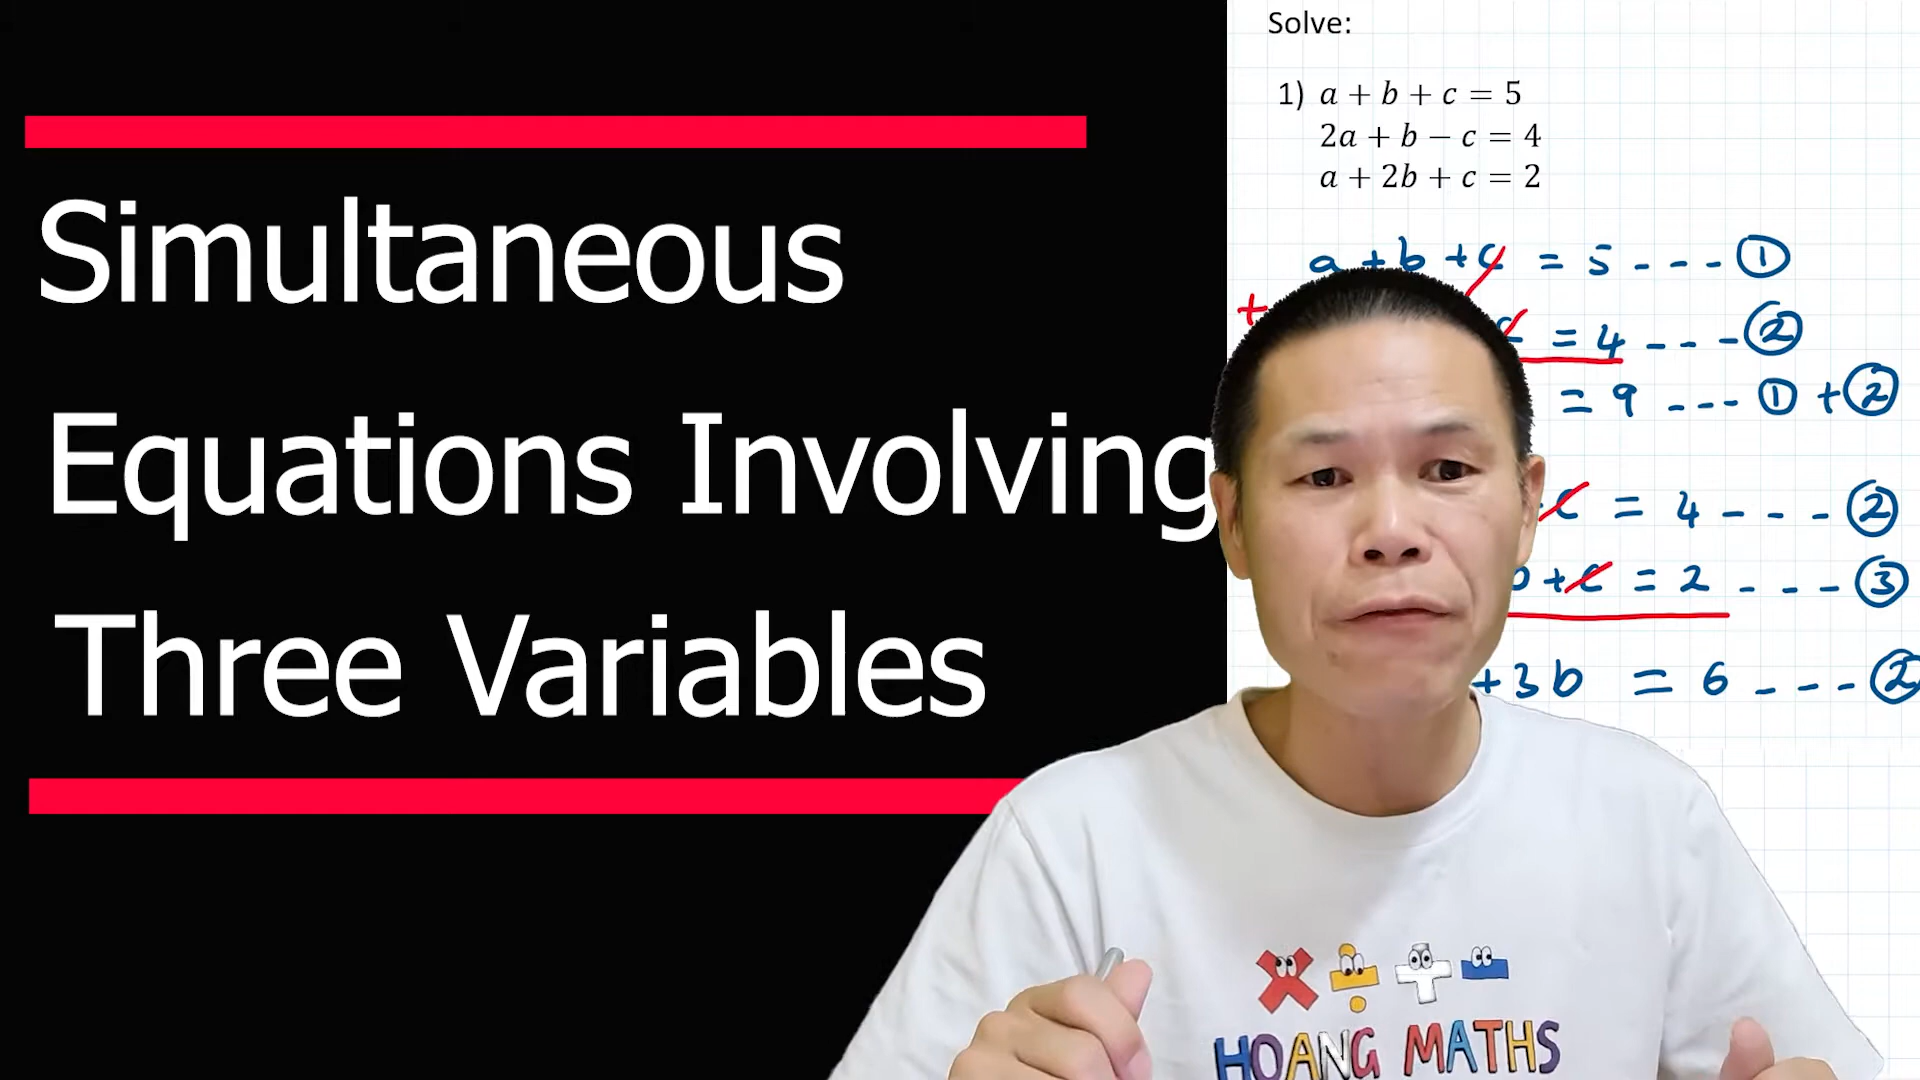 Simultaneous
Equations Involving
Three Variables
Solve:
1) a + b + c = 5
2a + b − c = 4
a + 2b + c = 2
a + b + c = 5 - - - ①
+
c = 4 - - - ②
= 9 - - - ① + ②
c = 4 - - - ②
b + c = 2 - - - ③
+ 3b = 6 - - - ②
HOANG MATHS